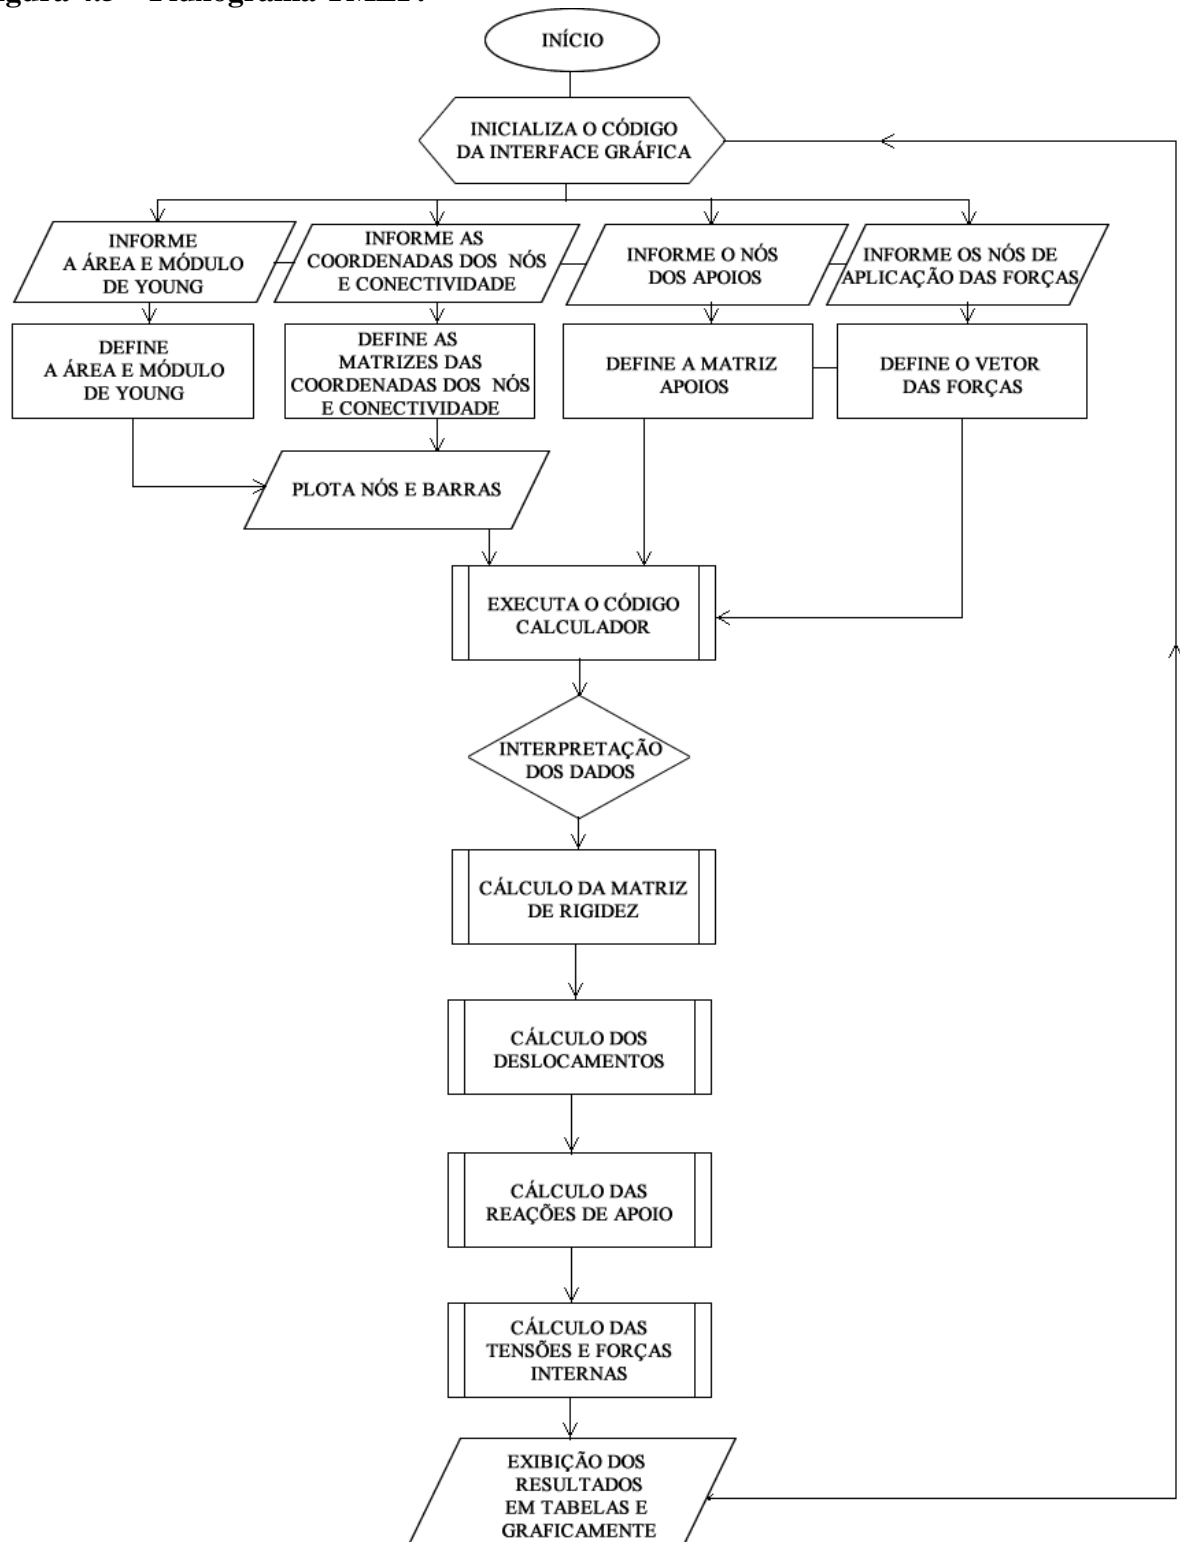 INÍCIO
INICIALIZA O CÓDIGO
DA INTERFACE GRÁFICA
INFORME
A ÁREA E MÓDULO
DE YOUNG
INFORME AS
COORDENADAS DOS NÓS
E CONECTIVIDADE
INFORME O NÓS
DOS APOIOS
INFORME OS NÓS DE
APLICAÇÃO DAS FORÇAS
DEFINE
A ÁREA E MÓDULO
DE YOUNG
DEFINE AS
MATRIZES DAS
COORDENADAS DOS NÓS
E CONECTIVIDADE
DEFINE A MATRIZ
APOIOS
DEFINE O VETOR
DAS FORÇAS
PLOTA NÓS E BARRAS
EXECUTA O CÓDIGO
CALCULADOR
INTERPRETAÇÃO
DOS DADOS
CÁLCULO DA MATRIZ
DE RIGIDEZ
CÁLCULO DOS
DESLOCAMENTOS
CÁLCULO DAS
REAÇÕES DE APOIO
CÁLCULO DAS
TENSÕES E FORÇAS
INTERNAS
EXIBIÇÃO DOS
RESULTADOS
EM TABELAS E
GRAFICAMENTE